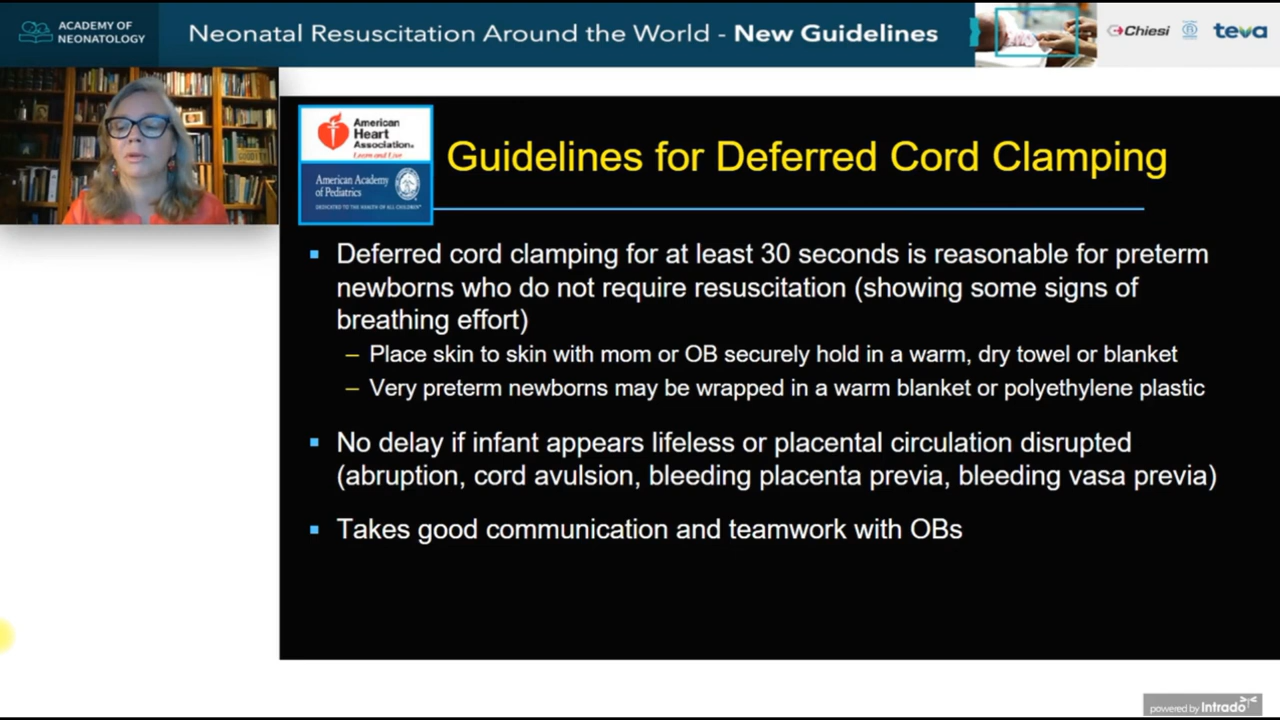 ACADEMY OF
NEONATOLOGY
Neonatal Resuscitation Around the World - New Guidelines
Chiesi
teva
American
Heart
Association®
Learn and Live
American Academy
of Pediatrics
DEDICATED TO THE HEALTH OF ALL CHILDREN®
Guidelines for Deferred Cord Clamping
▪ Deferred cord clamping for at least 30 seconds is reasonable for preterm
newborns who do not require resuscitation (showing some signs of
breathing effort)
– Place skin to skin with mom or OB securely hold in a warm, dry towel or blanket
– Very preterm newborns may be wrapped in a warm blanket or polyethylene plastic
▪ No delay if infant appears lifeless or placental circulation disrupted
(abruption, cord avulsion, bleeding placenta previa, bleeding vasa previa)
▪ Takes good communication and teamwork with OBs
powered by Intrado